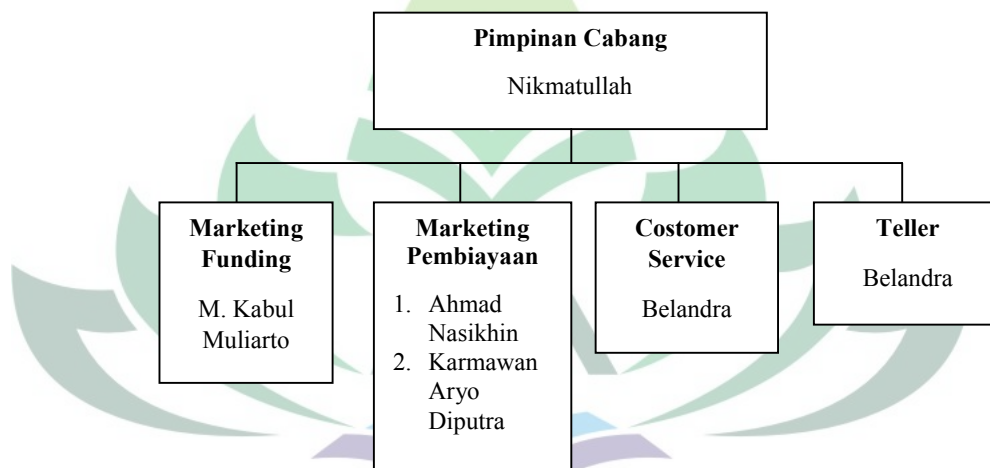 Pimpinan Cabang
Nikmatullah
Marketing
Funding
M. Kabul
Muliarto
Marketing
Pembiayaan
1. Ahmad
Nasikhin
2. Karmawan
Aryo
Diputra
Costomer
Service
Belandra
Teller
Belandra